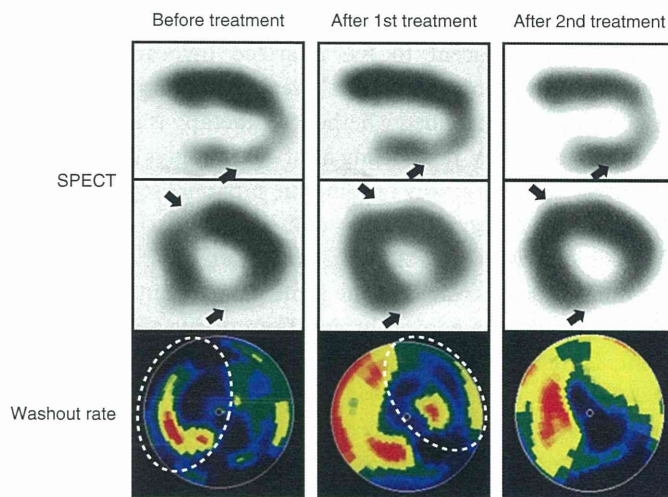 Before treatment
After 1st treatment
After 2nd treatment
SPECT
Washout rate